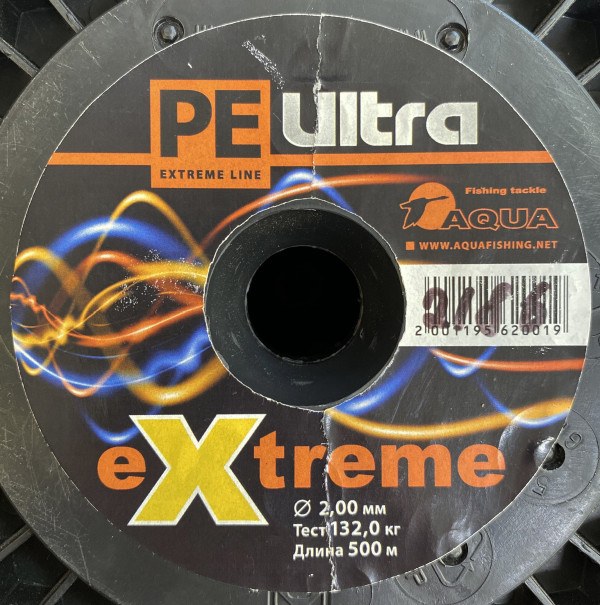 PE Ultra
EXTREME LINE
Fishing tackle
AQUA
WWW.AQUAFISHING.NET
2 001195 620019
eXtreme
Ø 2,00 мм
Тест 132,0 кг
Длина 500 м